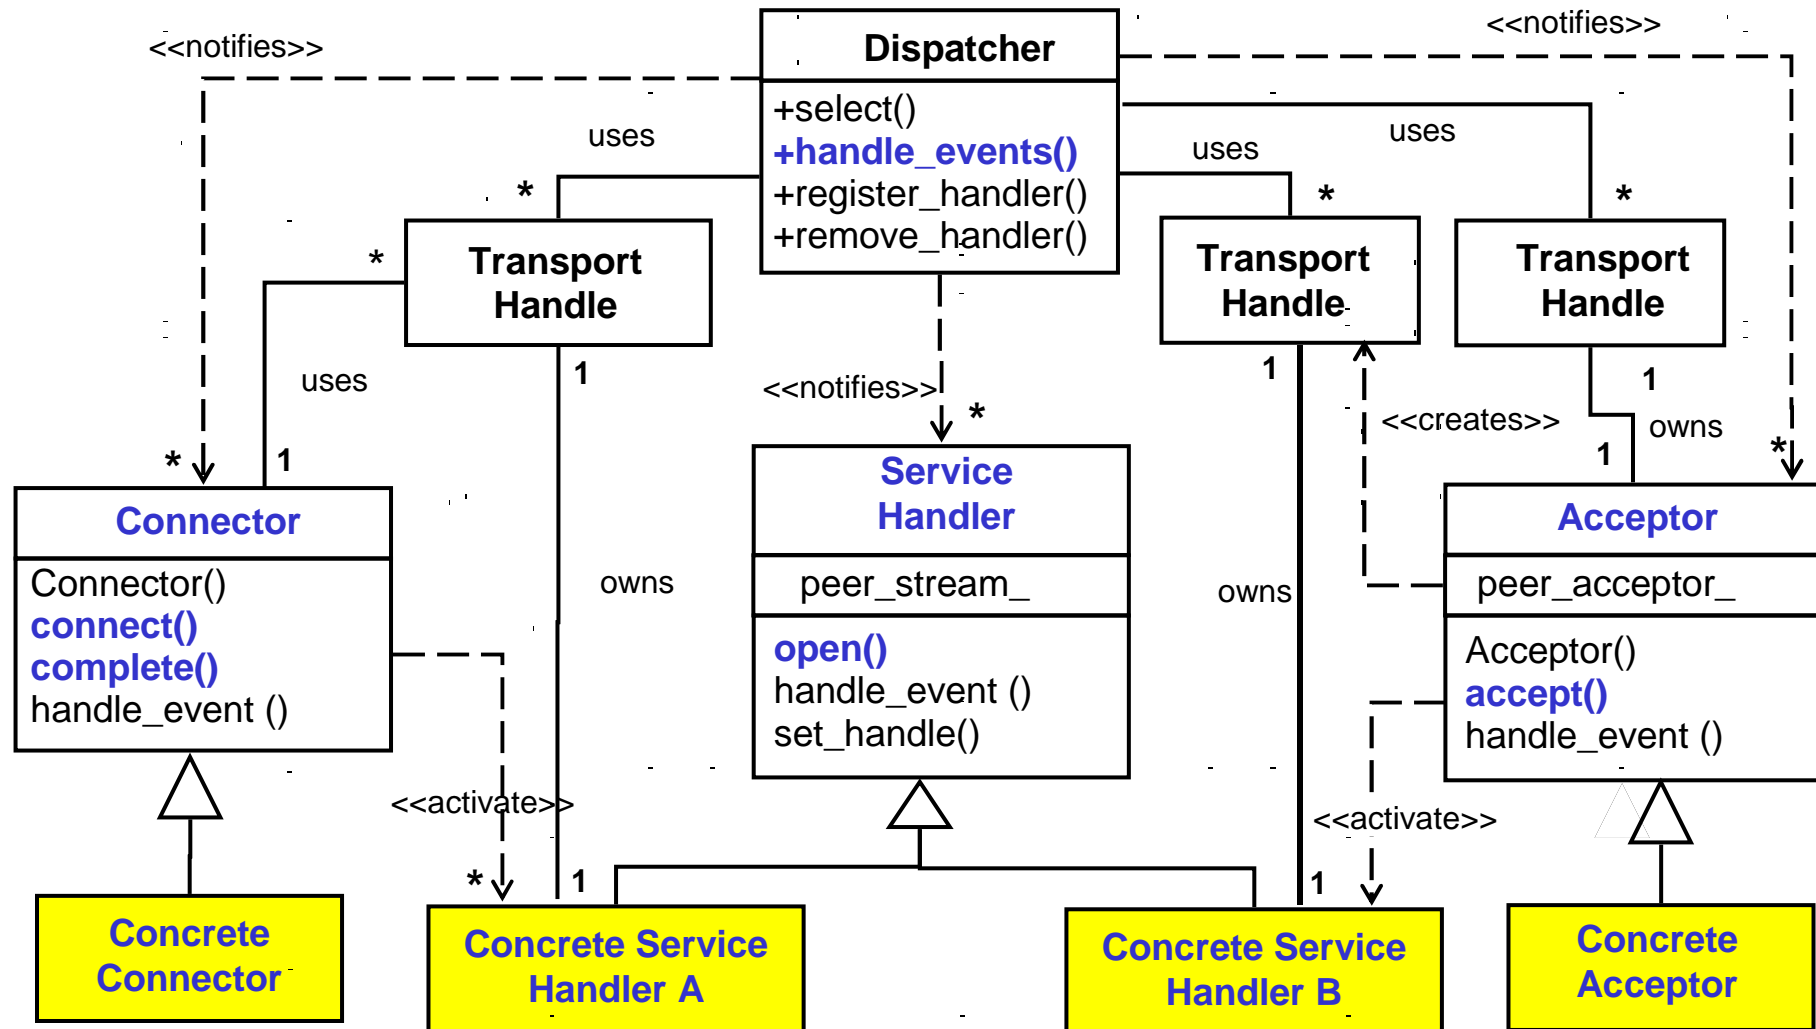 <<notifies>>
Dispatcher
<<notifies>>
+select()
+handle_events()
+register_handler()
+remove_handler()
uses
*
uses
*
uses
*
Transport
Handle
*
Transport
Handle
Transport
Handle
uses
1
<<notifies>>
*
1
<<creates>>
1
owns
1
*
*
1
Connector
Connector()
connect()
complete()
handle_event ()
owns
Service
Handler
peer_stream_
open()
handle_event ()
set_handle()
owns
Acceptor
peer_acceptor_
Acceptor()
accept()
handle_event ()
<<activate>>
*
1
<<activate>>
1
Concrete
Connector
Concrete Service
Handler A
Concrete Service
Handler B
Concrete
Acceptor